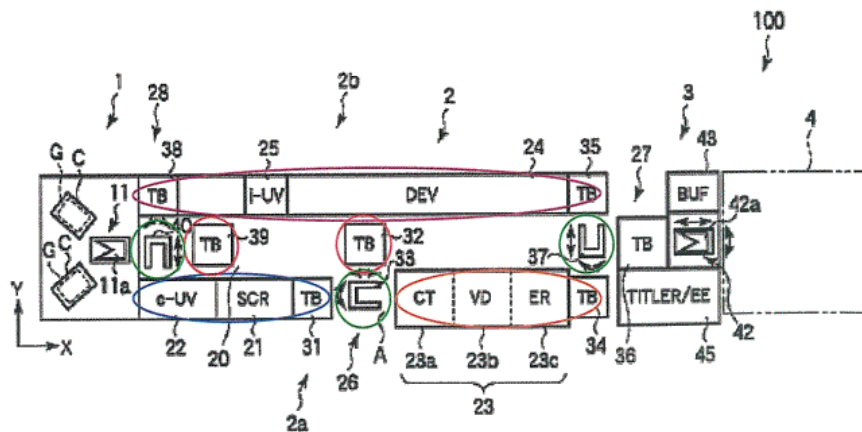 100
1
28
2b
2
3
4
38
25
24
35
27
43
G
C
11
TB
i-UV
DEV
TB
BUF
42a
40
TB
39
TB
32
37
TB
G
C
11a
33
Y
e-UV
SCR
TB
CT
VD
ER
TB
TITLER/EE
X
22
20
21
31
26
A
23a
23b
23c
34
36
45
42
2a
23